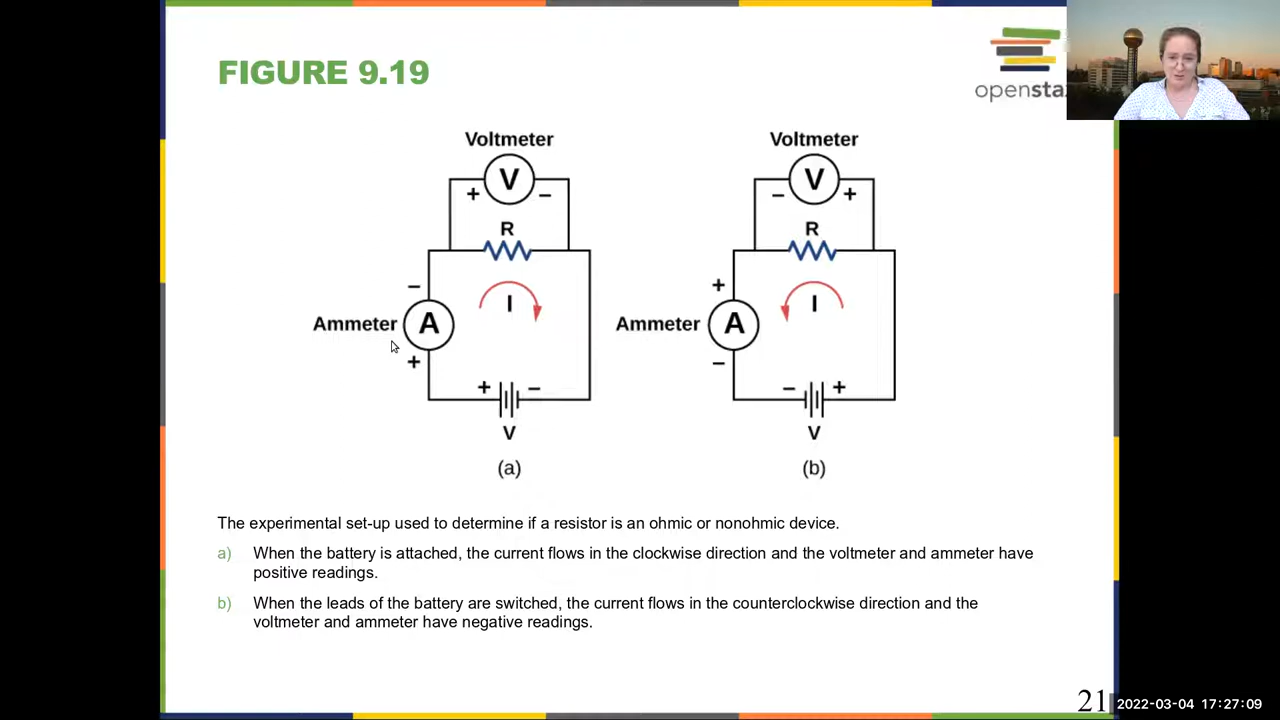 FIGURE 9.19
openstax
Voltmeter Voltmeter
V V
+ − − +
R R
− +
I I
Ammeter A Ammeter A
+ −
+ − − +
V V
(a) (b)
The experimental set-up used to determine if a resistor is an ohmic or nonohmic device.
a) When the battery is attached, the current flows in the clockwise direction and the voltmeter and ammeter have
positive readings.
b) When the leads of the battery are switched, the current flows in the counterclockwise direction and the
voltmeter and ammeter have negative readings.
21
2022-03-04 17:27:09